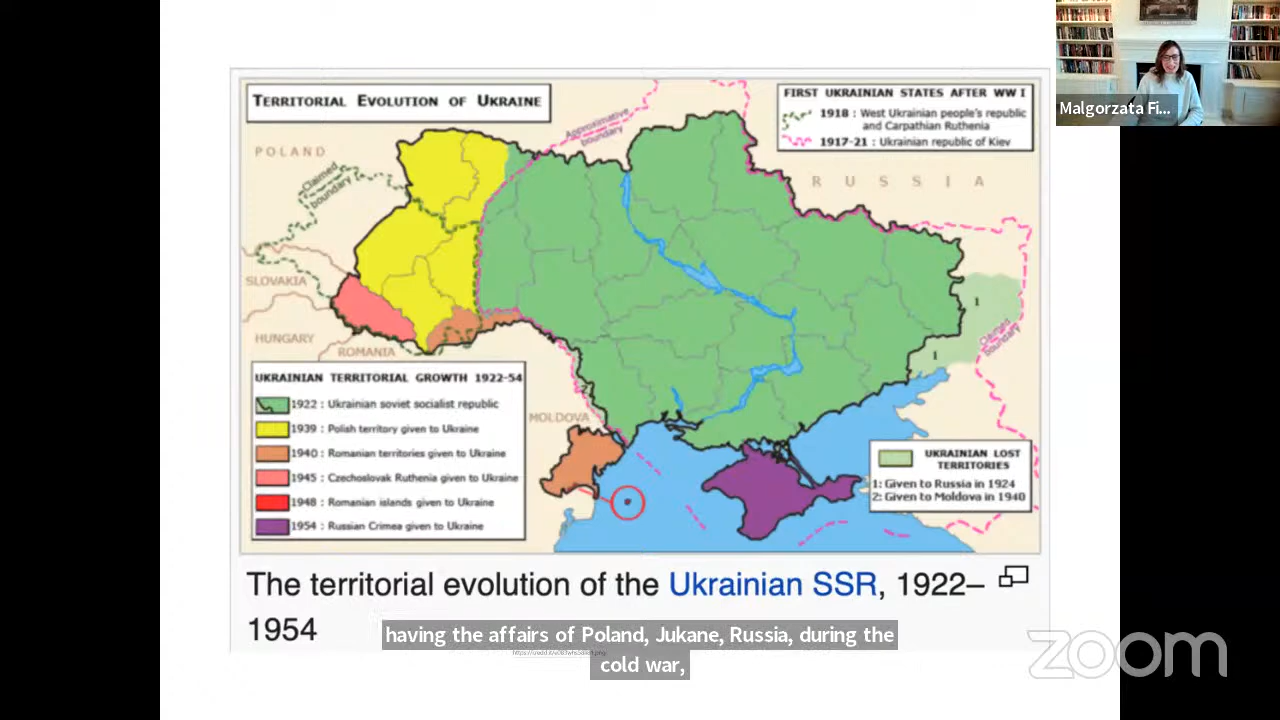 TERRITORIAL EVOLUTION OF UKRAINE
FIRST UKRAINIAN STATES AFTER WW I
1918 : West Ukrainian people's republic
and Carpathian Ruthenia
1917-21 : Ukrainian republic of Kiev
Malgorzata Fi...
POLAND
Claimed
boundary
Approximative
boundary
RUSSIA
SLOVAKIA
HUNGARY
ROMANIA
MOLDOVA
1
1
2
Claimed
boundary
UKRAINIAN TERRITORIAL GROWTH 1922-54
1922 : Ukrainian soviet socialist republic
1939 : Polish territory given to Ukraine
1940 : Romanian territories given to Ukraine
1945 : Czechoslovak Ruthenia given to Ukraine
1948 : Romanian islands given to Ukraine
1954 : Russian Crimea given to Ukraine
UKRAINIAN LOST
TERRITORIES
1: Given to Russia in 1924
2: Given to Moldova in 1940
The territorial evolution of the Ukrainian SSR, 1922–
1954
having the affairs of Poland, Jukane, Russia, during the
cold war,
zoom